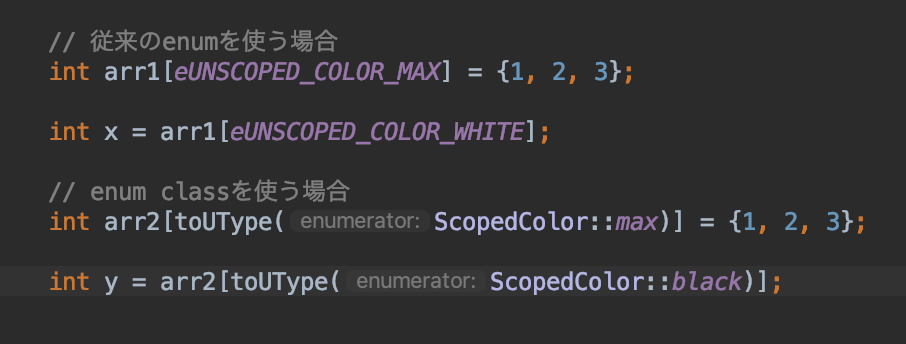 // 従来のenumを使う場合
int arr1[eUNSCOPED_COLOR_MAX] = {1, 2, 3};
int x = arr1[eUNSCOPED_COLOR_WHITE];
// enum classを使う場合
int arr2[toUType( enumerator: ScopedColor::max)] = {1, 2, 3};
int y = arr2[toUType( enumerator: ScopedColor::black)];